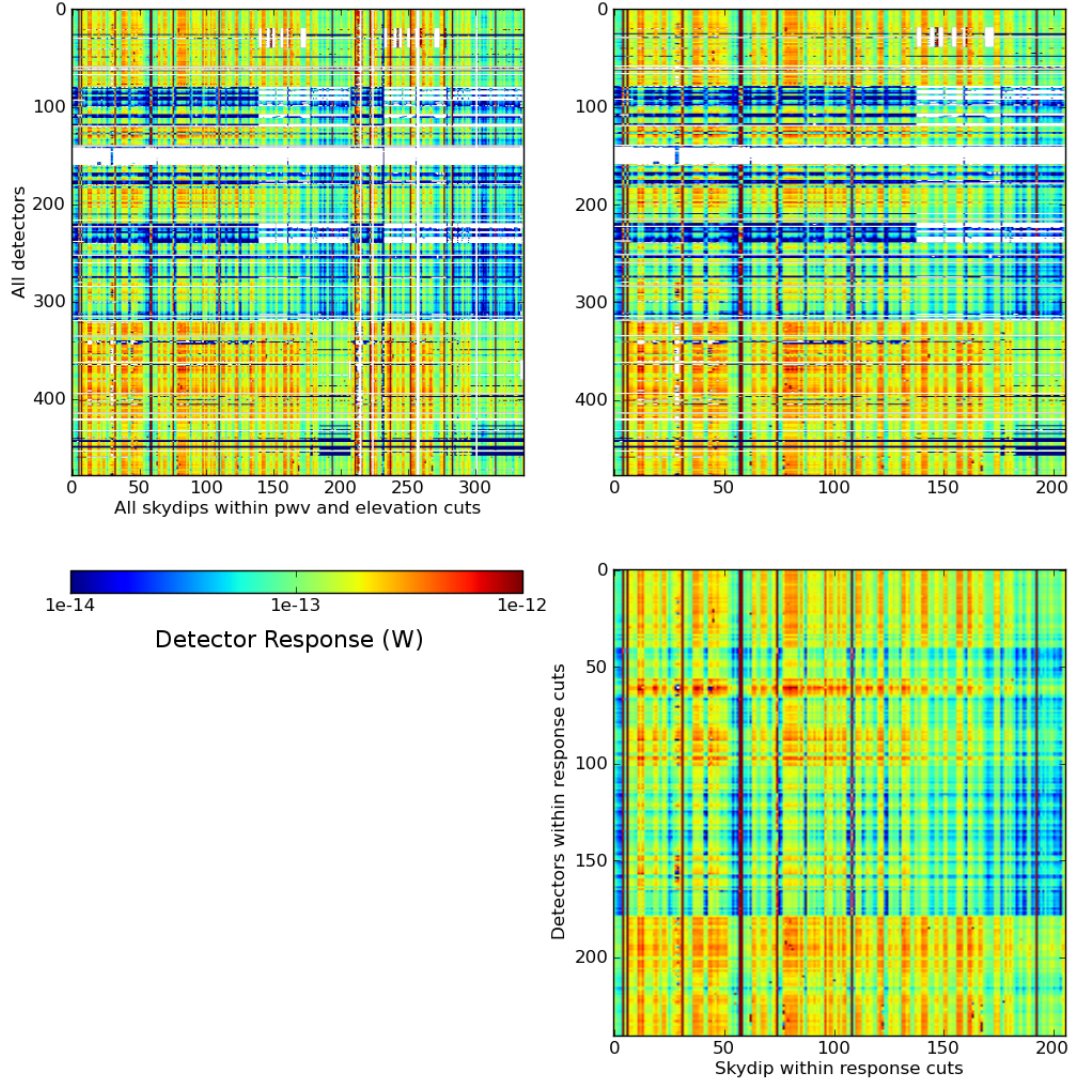 0
100
200
300
400
All detectors
0 50 100 150 200 250 300
All skydips within pwv and elevation cuts
0
100
200
300
400
0 50 100 150 200
1e-14 1e-13 1e-12
Detector Response (W)
0
50
100
150
200
Detectors within response cuts
0 50 100 150 200
Skydip within response cuts